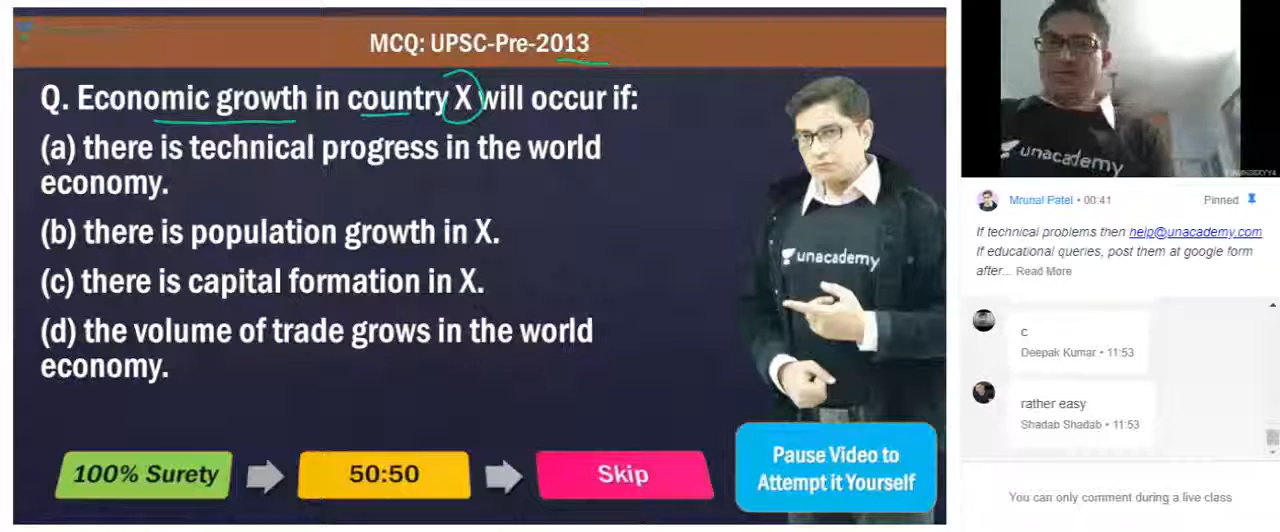 MCQ: UPSC-Pre-2013
Q. Economic growth in country X will occur if:
(a) there is technical progress in the world
economy.
(b) there is population growth in X.
(c) there is capital formation in X.
(d) the volume of trade grows in the world
economy.
unacademy
100% Surety
50:50
Skip
Pause Video to
Attempt it Yourself
unacademy
Mrunal Patel • 00:41
Pinned
If technical problems then help@unacademy.com
If educational queries, post them at google form
after... Read More
c
Deepak Kumar • 11:53
rather easy
Shadab Shadab • 11:53
You can only comment during a live class